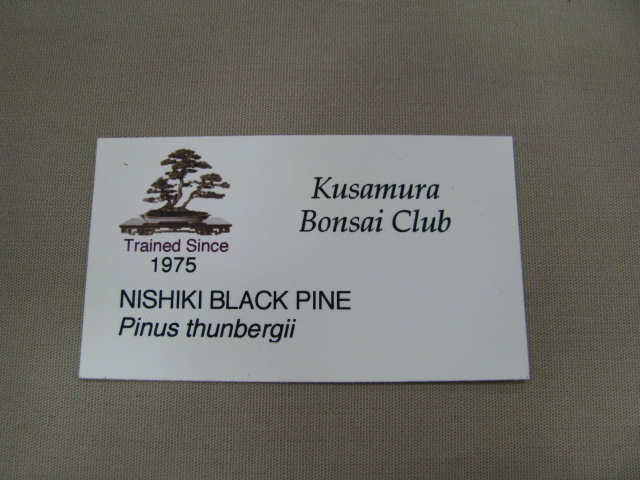 Kusamura
Bonsai Club
Trained Since
1975
NISHIKI BLACK PINE
Pinus thunbergii